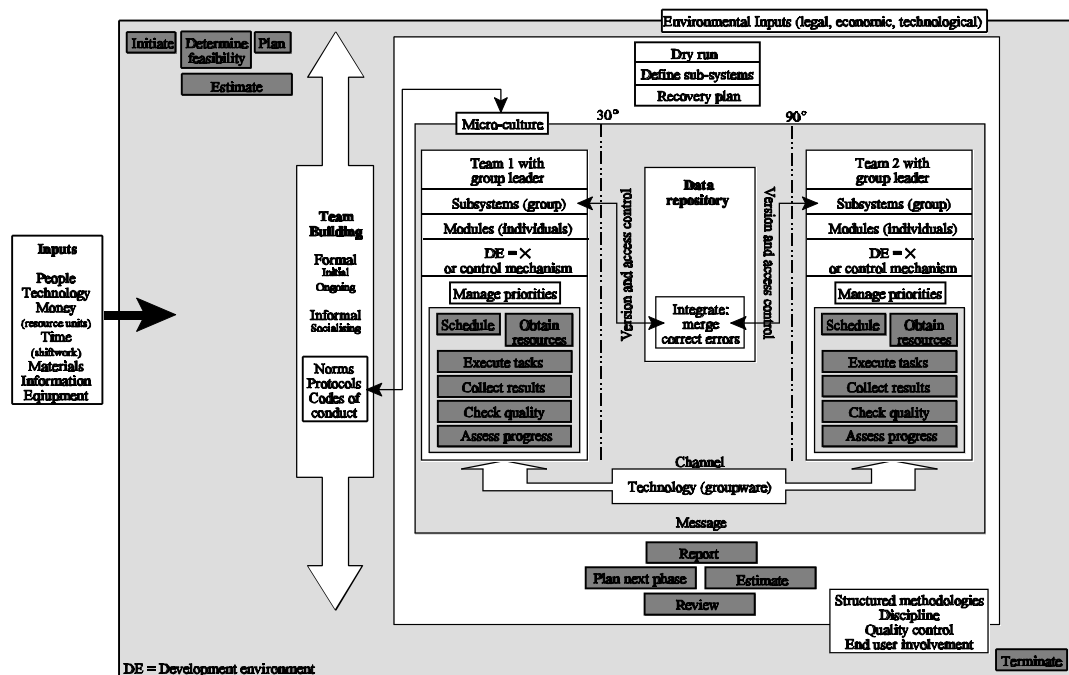 Environmental Inputs (legal, economic, technological)
Initiate
Determine
feasibility
Plan
Estimate
Dry run
Define sub-systems
Recovery plan
30°
90°
Micro-culture
Inputs
People
Technology
Money
(resource units)
Time
(shiftwork)
Materials
Information
Eqiupment
Team
Building
Formal
Initial
Ongoing
Informal
Socializing
Norms
Protocols
Codes of
conduct
Team 1 with
group leader
Subsystems (group)
Modules (individuals)
DE = ×
or control mechanism
Manage priorities
Schedule
Obtain
resources
Execute tasks
Collect results
Check quality
Assess progress
Version and access control
Data
repository
Integrate:
merge
correct errors
Version and access control
Team 2 with
group leader
Subsystems (group)
Modules (individuals)
DE = ×
or control mechanism
Manage priorities
Schedule
Obtain
resources
Execute tasks
Collect results
Check quality
Assess progress
Channel
Technology (groupware)
Message
Report
Plan next phase
Estimate
Review
Structured methodologies
Discipline
Quality control
End user involvement
Terminate
DE = Development environment